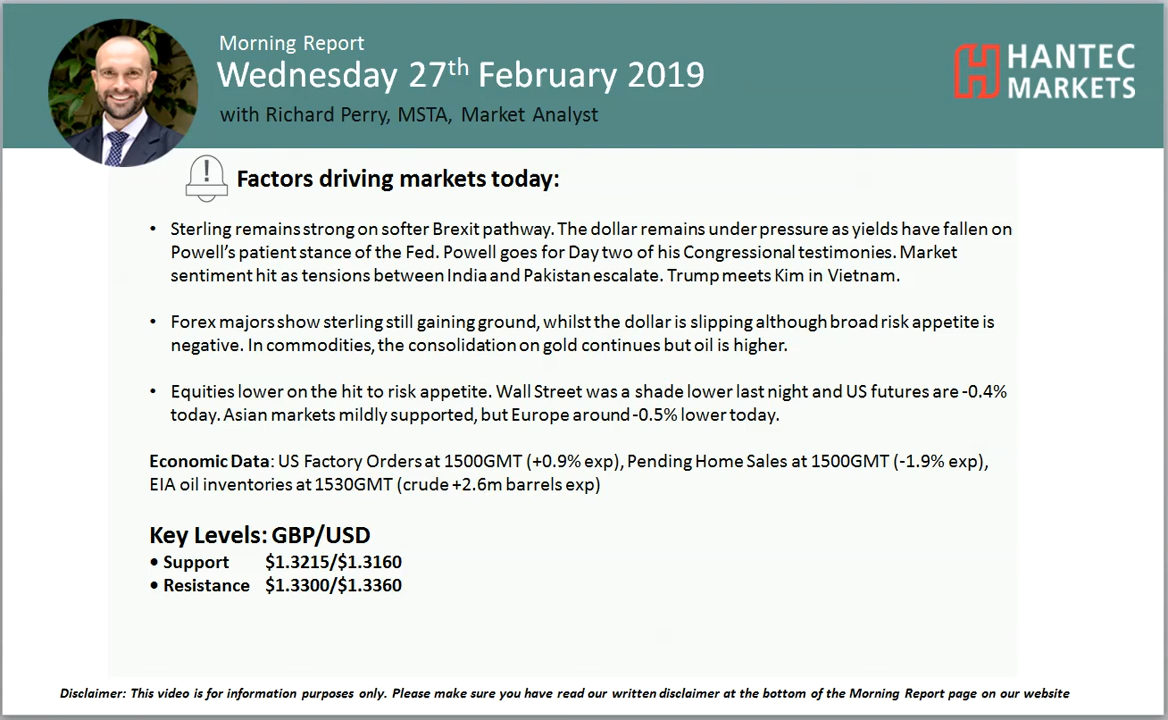 Morning Report
Wednesday 27th February 2019
with Richard Perry, MSTA, Market Analyst
HANTEC
MARKETS
Factors driving markets today:
• Sterling remains strong on softer Brexit pathway. The dollar remains under pressure as yields have fallen on
Powell's patient stance of the Fed. Powell goes for Day two of his Congressional testimonies. Market
sentiment hit as tensions between India and Pakistan escalate. Trump meets Kim in Vietnam.
• Forex majors show sterling still gaining ground, whilst the dollar is slipping although broad risk appetite is
negative. In commodities, the consolidation on gold continues but oil is higher.
• Equities lower on the hit to risk appetite. Wall Street was a shade lower last night and US futures are -0.4%
today. Asian markets mildly supported, but Europe around -0.5% lower today.
Economic Data: US Factory Orders at 1500GMT (+0.9% exp), Pending Home Sales at 1500GMT (-1.9% exp),
EIA oil inventories at 1530GMT (crude +2.6m barrels exp)
Key Levels: GBP/USD
• Support $1.3215/$1.3160
• Resistance $1.3300/$1.3360
Disclaimer: This video is for information purposes only. Please make sure you have read our written disclaimer at the bottom of the Morning Report page on our website